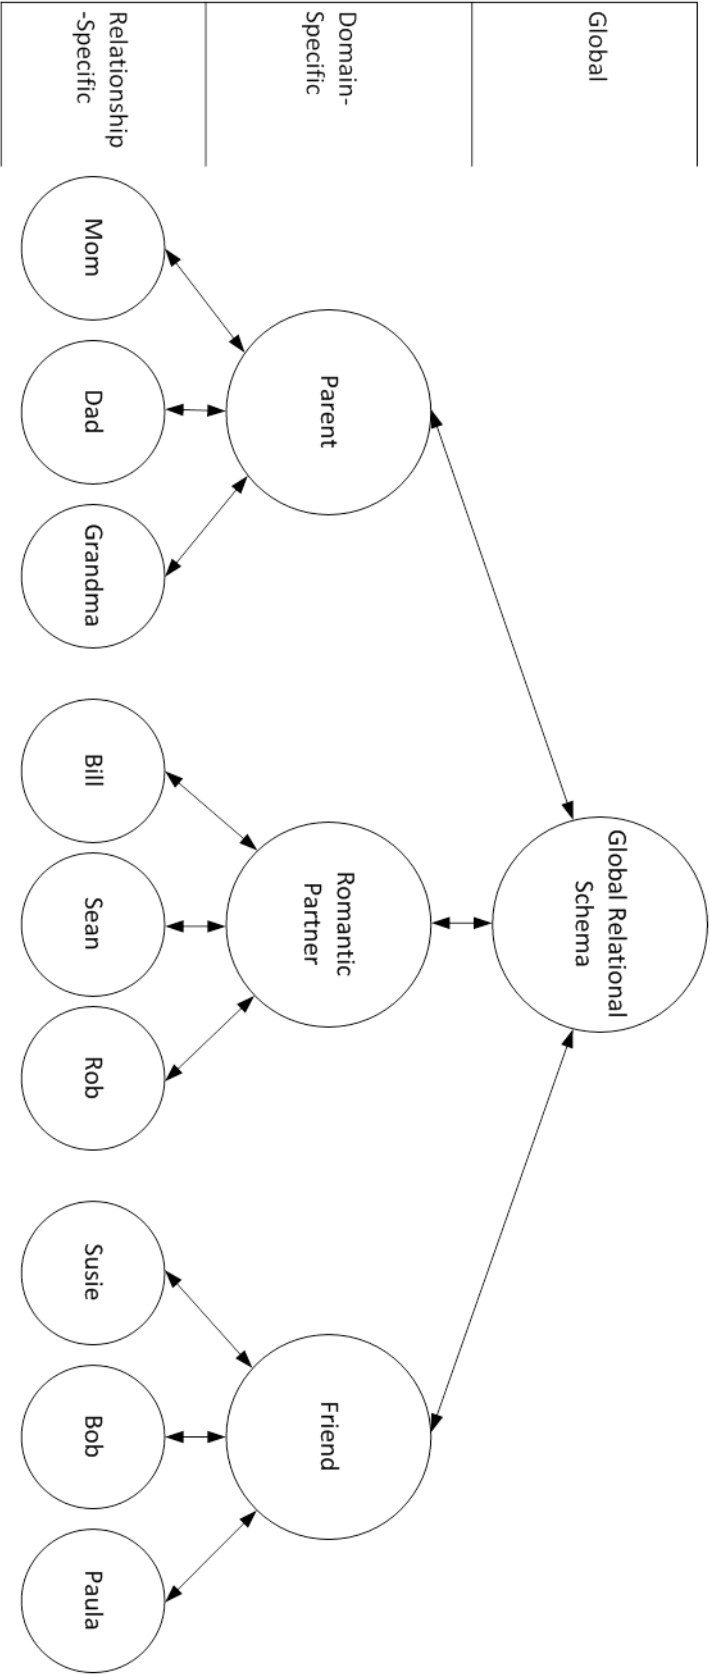 Global
Global Relational
Schema
Domain-
Specific
Parent
Romantic
Partner
Friend
Relationship
-Specific
Mom
Dad
Grandma
Bill
Sean
Rob
Susie
Bob
Paula